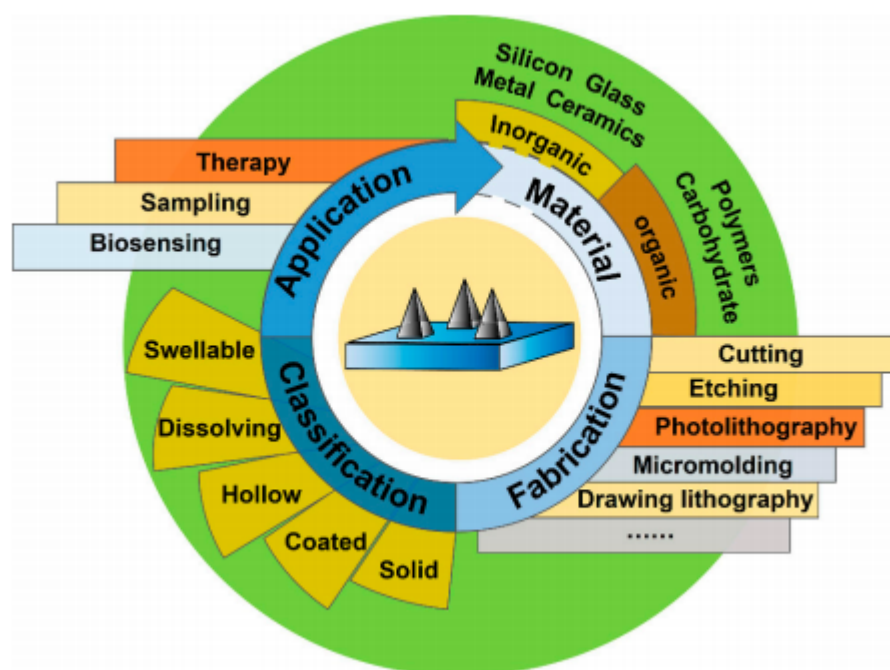 Silicon Glass
Metal Ceramics
Inorganic
Material
organic
Polymers
Carbohydrate
Application
Therapy
Sampling
Biosensing
Fabrication
Cutting
Etching
Photolithography
Micromolding
Drawing lithography
......
Classification
Swellable
Dissolving
Hollow
Coated
Solid